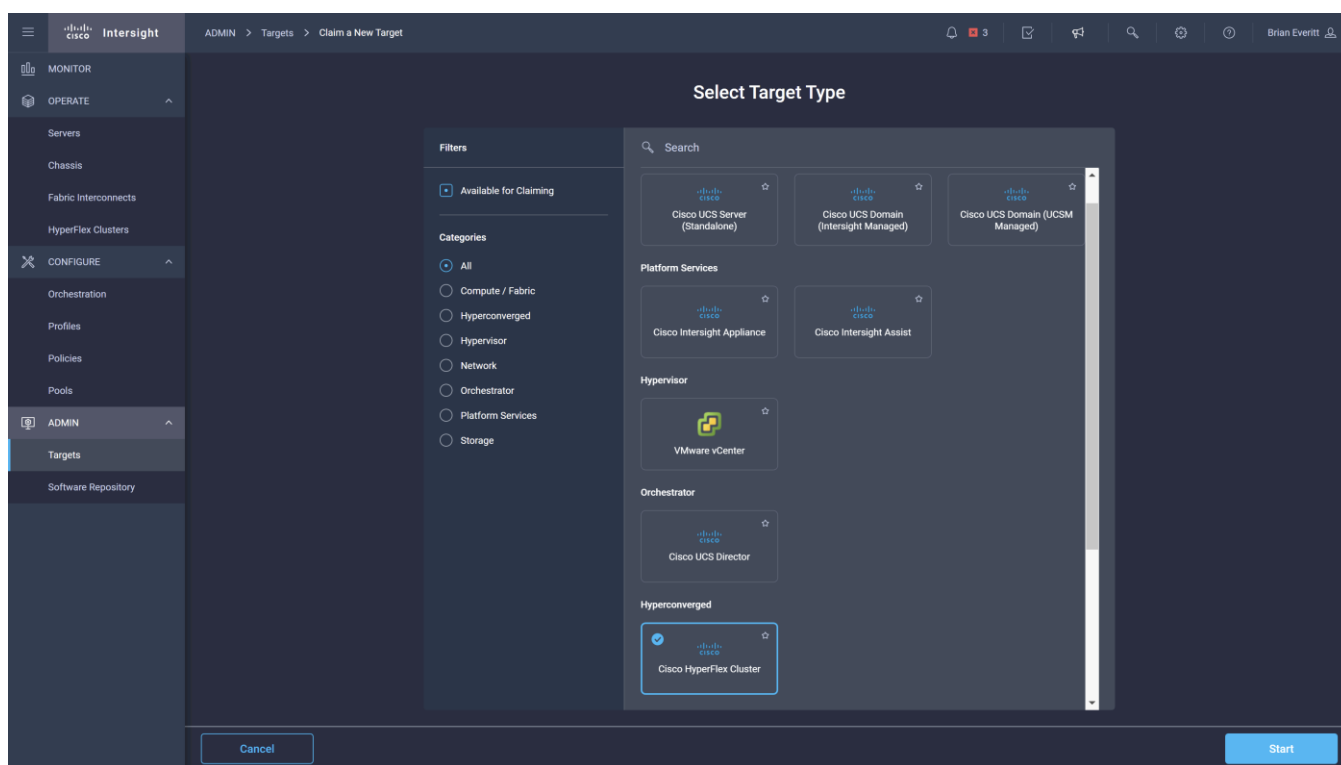 CISCO Intersight
ADMIN > Targets > Claim a New Target
3
Brian Everitt
MONITOR
OPERATE
Servers
Chassis
Fabric Interconnects
HyperFlex Clusters
CONFIGURE
Orchestration
Profiles
Policies
Pools
ADMIN
Targets
Software Repository
Select Target Type
Filters
Available for Claiming
Categories
All
Compute / Fabric
Hyperconverged
Hypervisor
Network
Orchestrator
Platform Services
Storage
Search
CISCO
Cisco UCS Server
(Standalone)
CISCO
Cisco UCS Domain
(Intersight Managed)
CISCO
Cisco UCS Domain (UCSM
Managed)
Platform Services
CISCO
Cisco Intersight Appliance
CISCO
Cisco Intersight Assist
Hypervisor
VMware vCenter
Orchestrator
CISCO
Cisco UCS Director
Hyperconverged
CISCO
Cisco HyperFlex Cluster
Cancel
Start